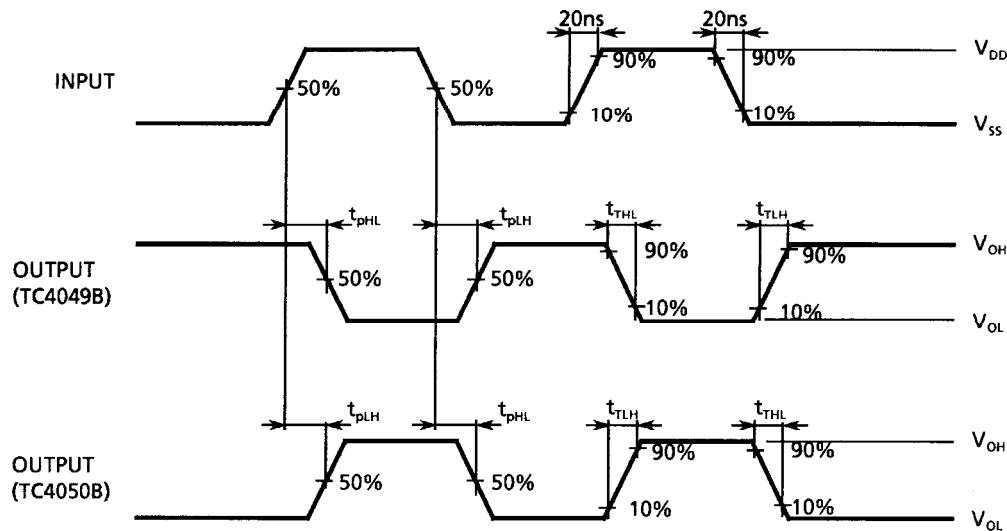 20ns 20ns
INPUT 50% 50% 90% 90% V_DD
10% 10% V_SS
t_pHL t_pLH t_THL t_TLH
OUTPUT
(TC4049B) 50% 50% 90% 90% V_OH
10% 10% V_OL
t_pLH t_pHL t_TLH t_THL
OUTPUT
(TC4050B) 50% 50% 90% 90% V_OH
10% 10% V_OL